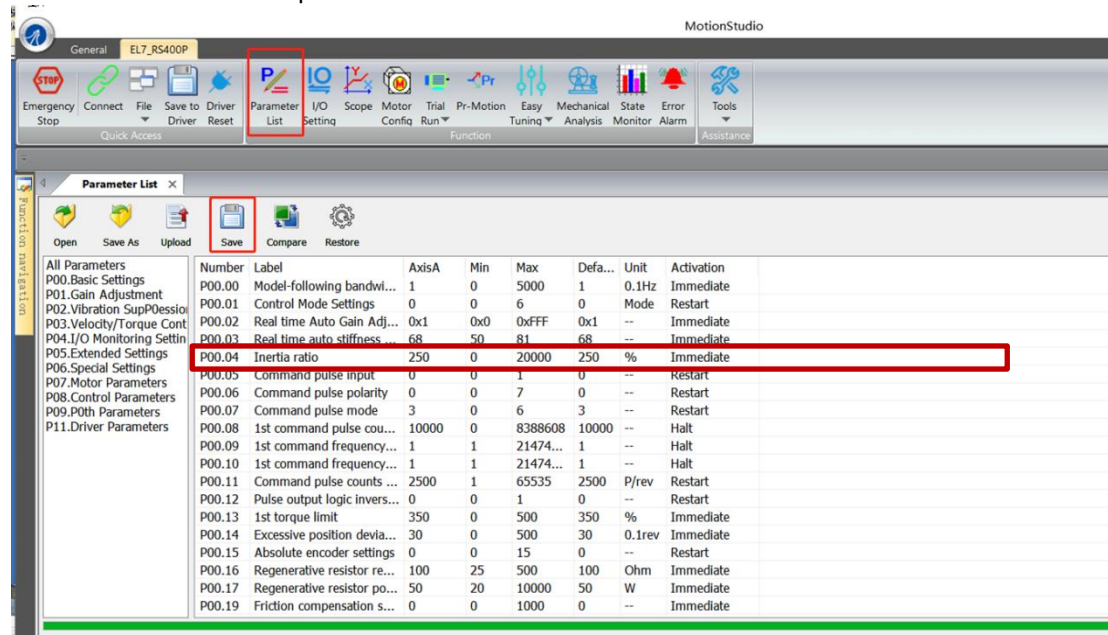 MotionStudio
General EL7_RS400P
STOP
Emergency Stop Connect File Save to Driver Driver Reset Parameter List I/O Setting Scope Motor Config Trial Run Pr-Motion Easy Tuning Mechanical Analysis State Monitor Error Alarm Tools
Quick Access Function Assistance
Function navigation
Parameter List
Open Save As Upload Save Compare Restore
All Parameters
P00.Basic Settings
P01.Gain Adjustment
P02.Vibration SupP0ession
P03.Velocity/Torque Cont
P04.I/O Monitoring Settin
P05.Extended Settings
P06.Special Settings
P07.Motor Parameters
P08.Control Parameters
P09.P0th Parameters
P11.Driver Parameters
Number Label AxisA Min Max Defa... Unit Activation
P00.00 Model-following bandwi... 1 0 5000 1 0.1Hz Immediate
P00.01 Control Mode Settings 0 0 6 0 Mode Restart
P00.02 Real time Auto Gain Adj... 0x1 0x0 0xFFF 0x1 -- Immediate
P00.03 Real time auto stiffness ... 68 50 81 68 -- Immediate
P00.04 Inertia ratio 250 0 20000 250 % Immediate
P00.05 Command pulse input 0 0 1 0 -- Restart
P00.06 Command pulse polarity 0 0 7 0 -- Restart
P00.07 Command pulse mode 3 0 6 3 -- Restart
P00.08 1st command pulse cou... 10000 0 8388608 10000 -- Halt
P00.09 1st command frequency... 1 1 21474... 1 -- Halt
P00.10 1st command frequency... 1 1 21474... 1 -- Halt
P00.11 Command pulse counts ... 2500 1 65535 2500 P/rev Restart
P00.12 Pulse output logic invers... 0 0 1 0 -- Restart
P00.13 1st torque limit 350 0 500 350 % Immediate
P00.14 Excessive position devia... 30 0 500 30 0.1rev Immediate
P00.15 Absolute encoder settings 0 0 15 0 -- Restart
P00.16 Regenerative resistor re... 100 25 500 100 Ohm Immediate
P00.17 Regenerative resistor po... 50 20 10000 50 W Immediate
P00.19 Friction compensation s... 0 0 1000 0 -- Immediate